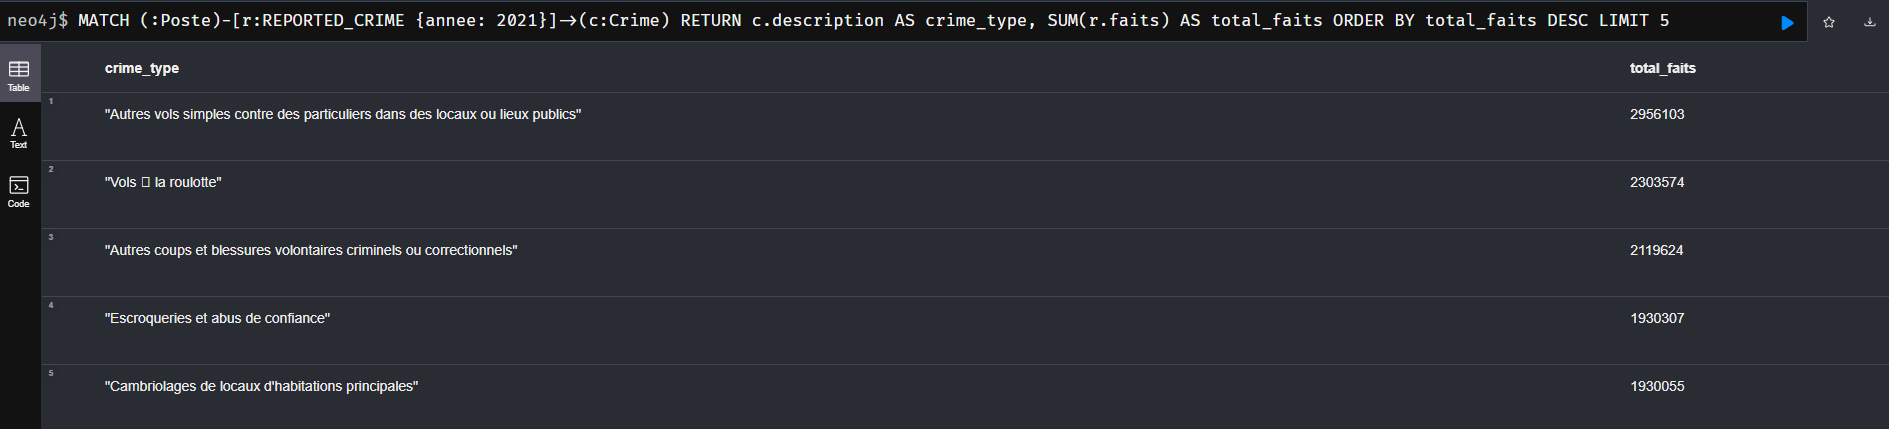 neo4j$ MATCH (:Poste)-[r:REPORTED_CRIME {annee: 2021}]→(c:Crime) RETURN c.description AS crime_type, SUM(r.faits) AS total_faits ORDER BY total_faits DESC LIMIT 5
Table
Text
Code
crime_type total_faits
1 "Autres vols simples contre des particuliers dans des locaux ou lieux publics" 2956103
2 "Vols □ la roulotte" 2303574
3 "Autres coups et blessures volontaires criminels ou correctionnels" 2119624
4 "Escroqueries et abus de confiance" 1930307
5 "Cambriolages de locaux d'habitations principales" 1930055